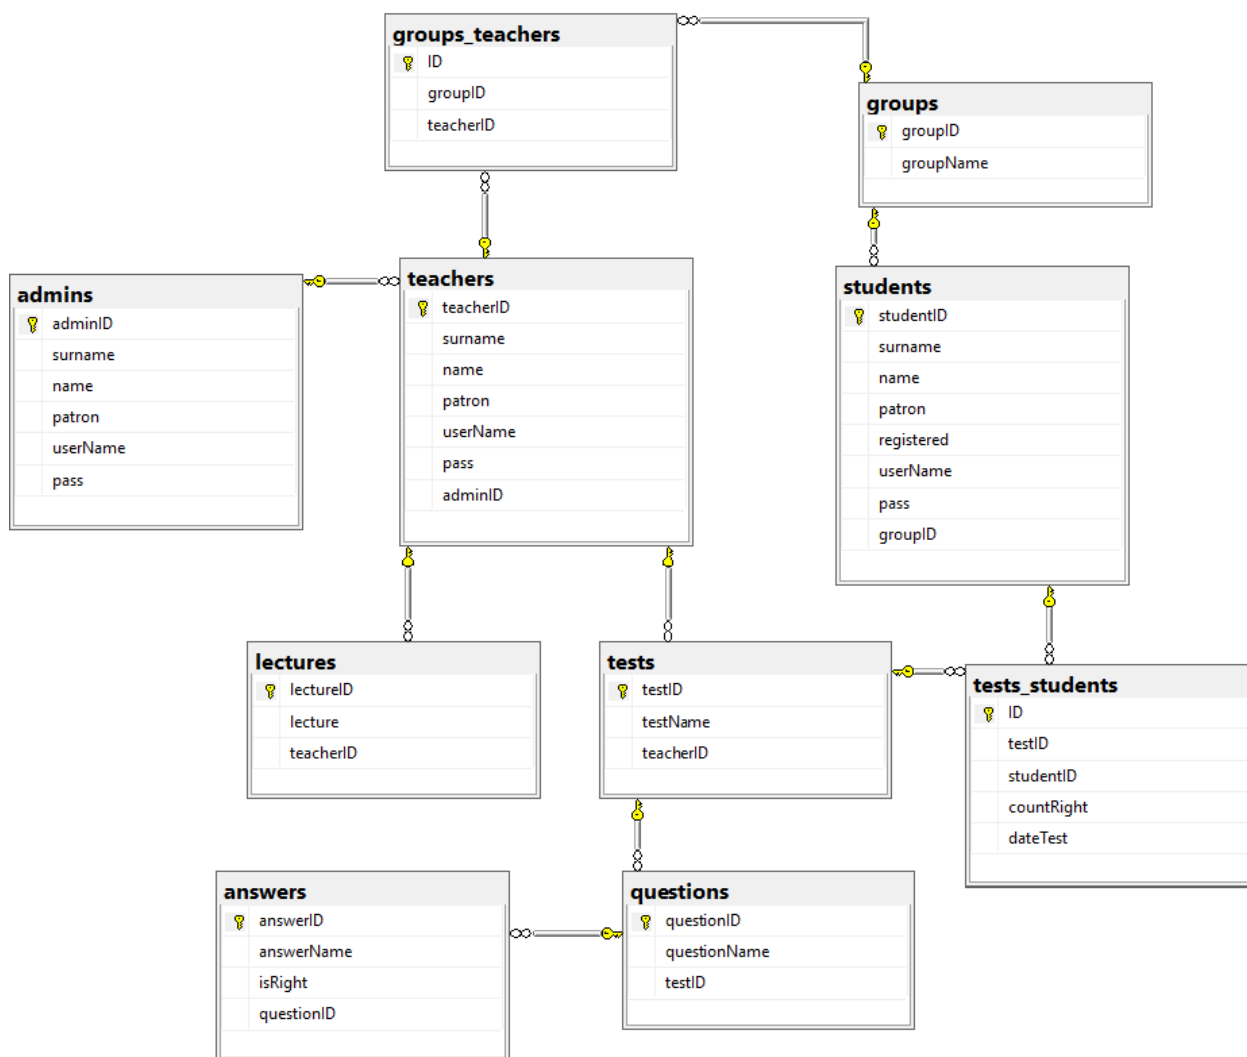 groups_teachers
ID
groupID
teacherID
groups
groupID
groupName
admins
adminID
surname
name
patron
userName
pass
teachers
teacherID
surname
name
patron
userName
pass
adminID
students
studentID
surname
name
patron
registered
userName
pass
groupID
lectures
lectureID
lecture
teacherID
tests
testID
testName
teacherID
tests_students
ID
testID
studentID
countRight
dateTest
answers
answerID
answerName
isRight
questionID
questions
questionID
questionName
testID